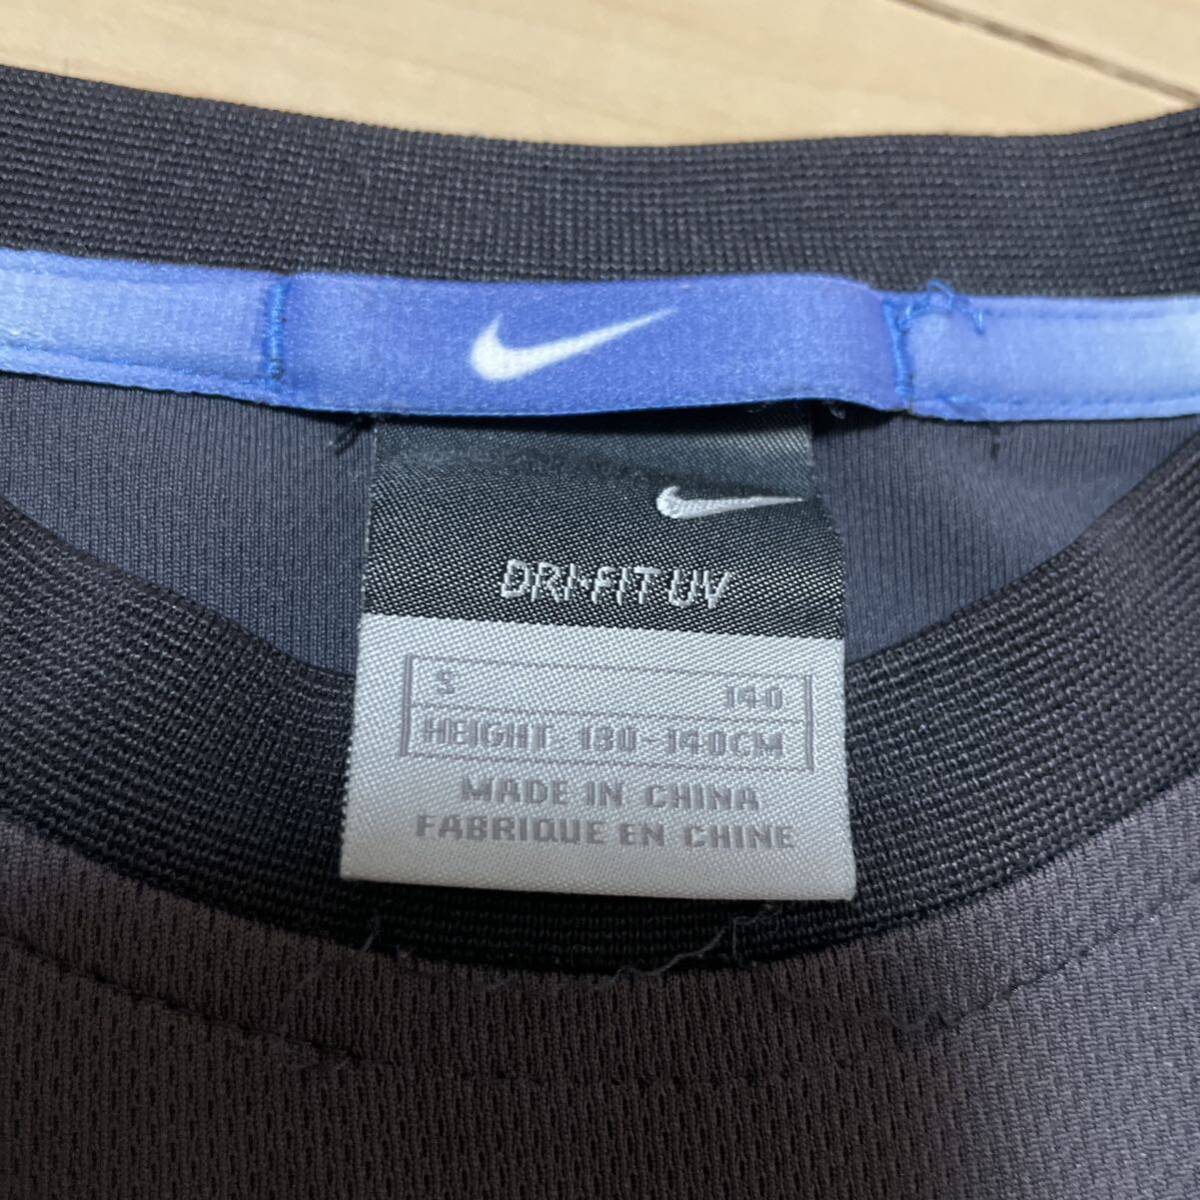 DRI-FIT UV
S 140
HEIGHT: 130-140CM
MADE IN CHINA
FABRIQUE EN CHINE